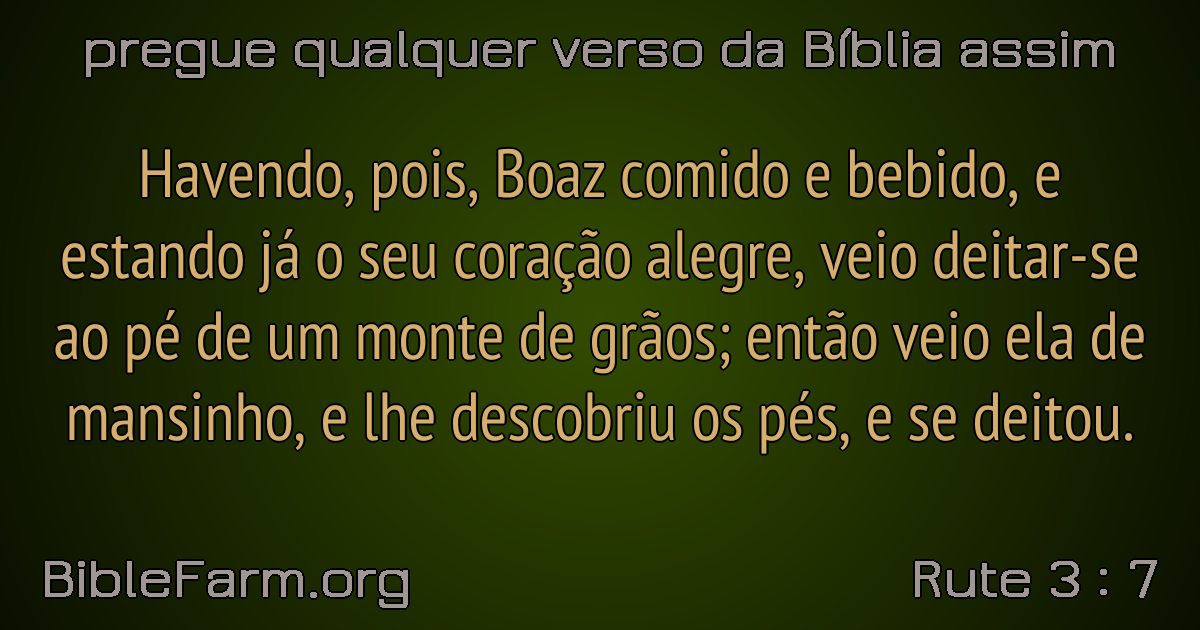 pregue qualquer verso da Bíblia assim
Havendo, pois, Boaz comido e bebido, e
estando já o seu coração alegre, veio deitar-se
ao pé de um monte de grãos; então veio ela de
mansinho, e lhe descobriu os pés, e se deitou.
BibleFarm.org
Rute 3 : 7